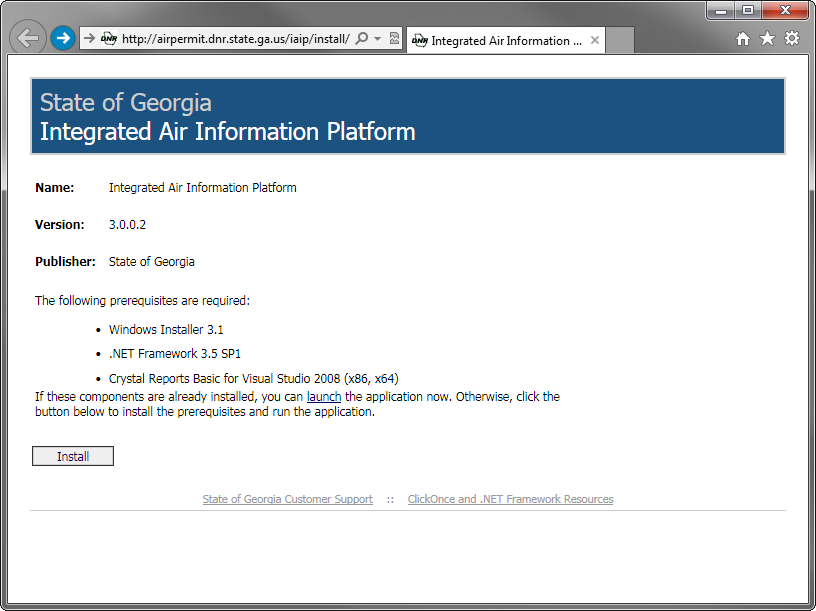 DNR http://airpermit.dnr.state.ga.us/iaip/install/
DNR Integrated Air Information ...
State of Georgia
Integrated Air Information Platform
Name: Integrated Air Information Platform
Version: 3.0.0.2
Publisher: State of Georgia
The following prerequisites are required:
• Windows Installer 3.1
• .NET Framework 3.5 SP1
• Crystal Reports Basic for Visual Studio 2008 (x86, x64)
If these components are already installed, you can launch the application now. Otherwise, click the
button below to install the prerequisites and run the application.
Install
State of Georgia Customer Support :: ClickOnce and .NET Framework Resources